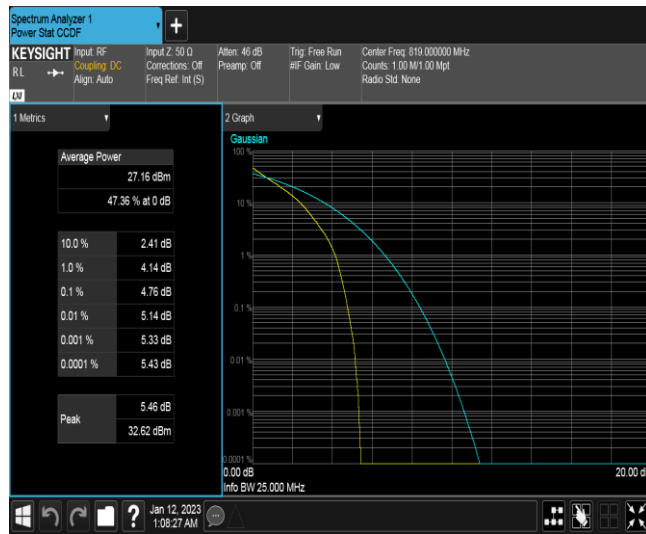 Spectrum Analyzer 1
Power Stat CCDF
KEYSIGHT
RL
LXI
Input: RF
Coupling: DC
Align: Auto
Input Z: 50 Ω
Corrections: Off
Freq Ref: Int (S)
Atten: 46 dB
Preamp: Off
Trig: Free Run
#IF Gain: Low
Center Freq: 819.000000 MHz
Counts: 1.00 M/1.00 Mpt
Radio Std: None
1 Metrics
Average Power
27.16 dBm
47.36 % at 0 dB
10.0 % 2.41 dB
1.0 % 4.14 dB
0.1 % 4.76 dB
0.01 % 5.14 dB
0.001 % 5.33 dB
0.0001 % 5.43 dB
Peak 5.46 dB
32.62 dBm
2 Graph
Gaussian
100 %
10 %
1 %
0.1 %
0.01 %
0.001 %
0.0001 %
0.00 dB
20.00 d
Info BW 25.000 MHz
Jan 12, 2023
1:08:27 AM